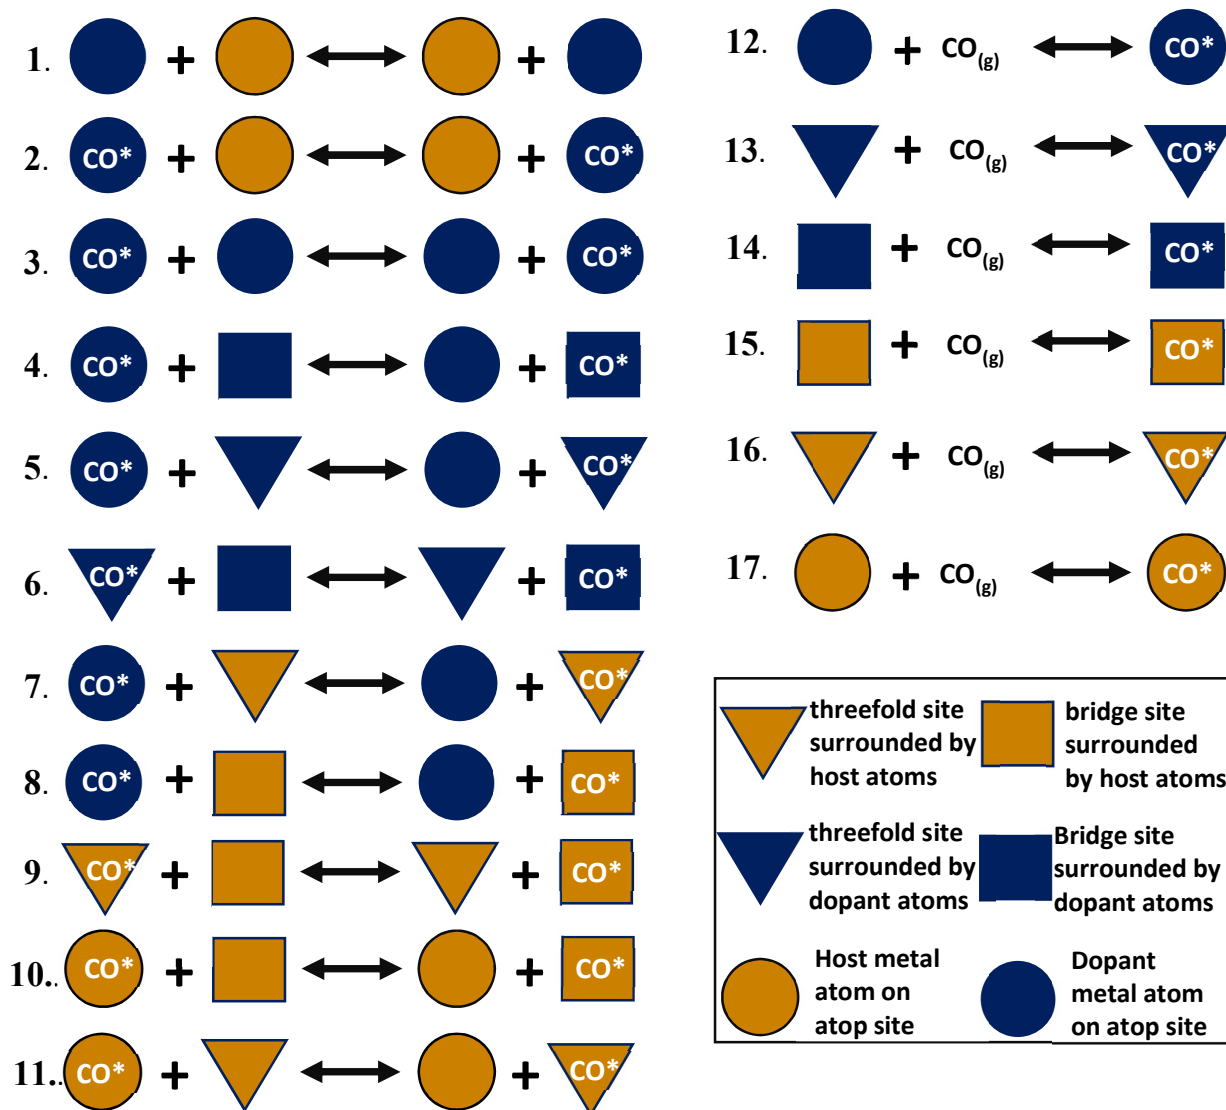 1.
2. CO* CO*
3. CO* CO*
4. CO* CO*
5. CO* CO*
6. CO* CO*
7. CO* CO*
8. CO* CO*
9. CO* CO*
10.. CO* CO*
11.. CO* CO*
12. + CO(g) CO*
13. + CO(g) CO*
14. + CO(g) CO*
15. + CO(g) CO*
16. + CO(g) CO*
17. + CO(g) CO*
threefold site
surrounded by
host atoms
bridge site
surrounded
by host atoms
threefold site
surrounded by
dopant atoms
Bridge site
surrounded by
dopant atoms
Host metal
atom on
atop site
Dopant
metal atom
on atop site